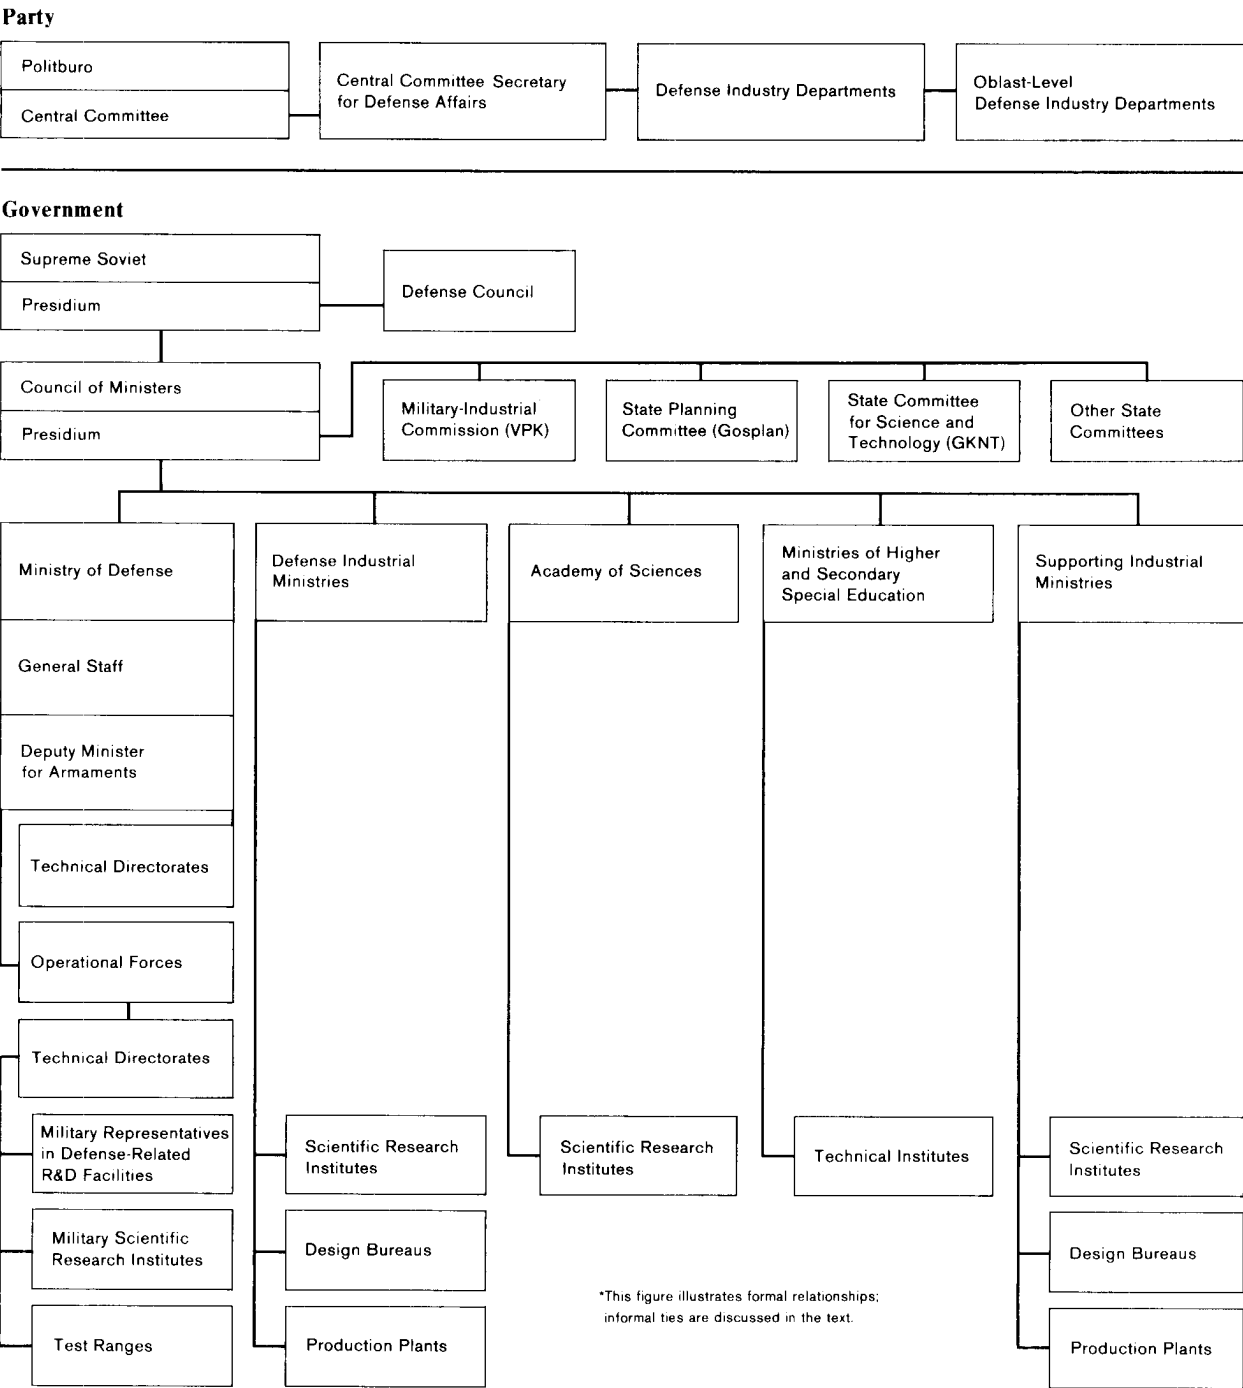 Party
Politburo
Central Committee
Central Committee Secretary
for Defense Affairs
Defense Industry Departments
Oblast-Level
Defense Industry Departments
Government
Supreme Soviet
Presidium
Defense Council
Council of Ministers
Presidium
Military-Industrial
Commission (VPK)
State Planning
Committee (Gosplan)
State Committee
for Science and
Technology (GKNT)
Other State
Committees
Ministry of Defense
Defense Industrial
Ministries
Academy of Sciences
Ministries of Higher
and Secondary
Special Education
Supporting Industrial
Ministries
General Staff
Deputy Minister
for Armaments
Technical Directorates
Operational Forces
Technical Directorates
Military Representatives
in Defense-Related
R&D Facilities
Scientific Research
Institutes
Scientific Research
Institutes
Technical Institutes
Scientific Research
Institutes
Military Scientific
Research Institutes
Design Bureaus
Design Bureaus
*This figure illustrates formal relationships;
informal ties are discussed in the text.
Test Ranges
Production Plants
Production Plants